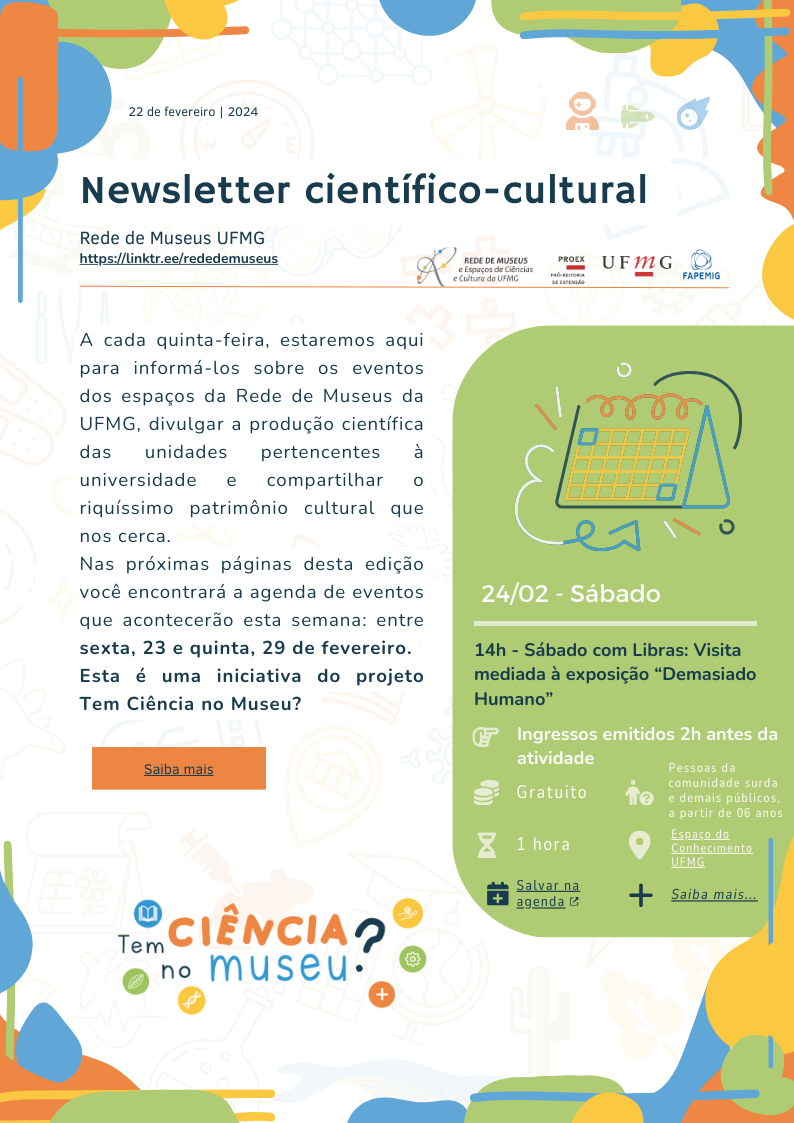 22 de fevereiro | 2024
Newsletter científico-cultural
Rede de Museus UFMG
https://linktr.ee/rededemuseus
REDE DE MUSEUS
e Espaços de Ciências
e Cultura da UFMG
PROEX
PRÓ-REITORIA
DE EXTENSÃO
UFMG
FAPEMIG
A cada quinta-feira, estaremos aqui
para informá-los sobre os eventos
dos espaços da Rede de Museus da
UFMG, divulgar a produção científica
das unidades pertencentes à
universidade e compartilhar o
riquíssimo patrimônio cultural que
nos cerca.
Nas próximas páginas desta edição
você encontrará a agenda de eventos
que acontecerão esta semana: entre
sexta, 23 e quinta, 29 de fevereiro.
Esta é uma iniciativa do projeto
Tem Ciência no Museu?
Saiba mais
24/02 - Sábado
14h - Sábado com Libras: Visita
mediada à exposição “Demasiado
Humano”
Ingressos emitidos 2h antes da
atividade
Gratuito
Pessoas da
comunidade surda
e demais públicos,
a partir de 06 anos
1 hora
Espaço do
Conhecimento
UFMG
Salvar na
agenda
Saiba mais...
Tem CIÊNCIA
no museu?